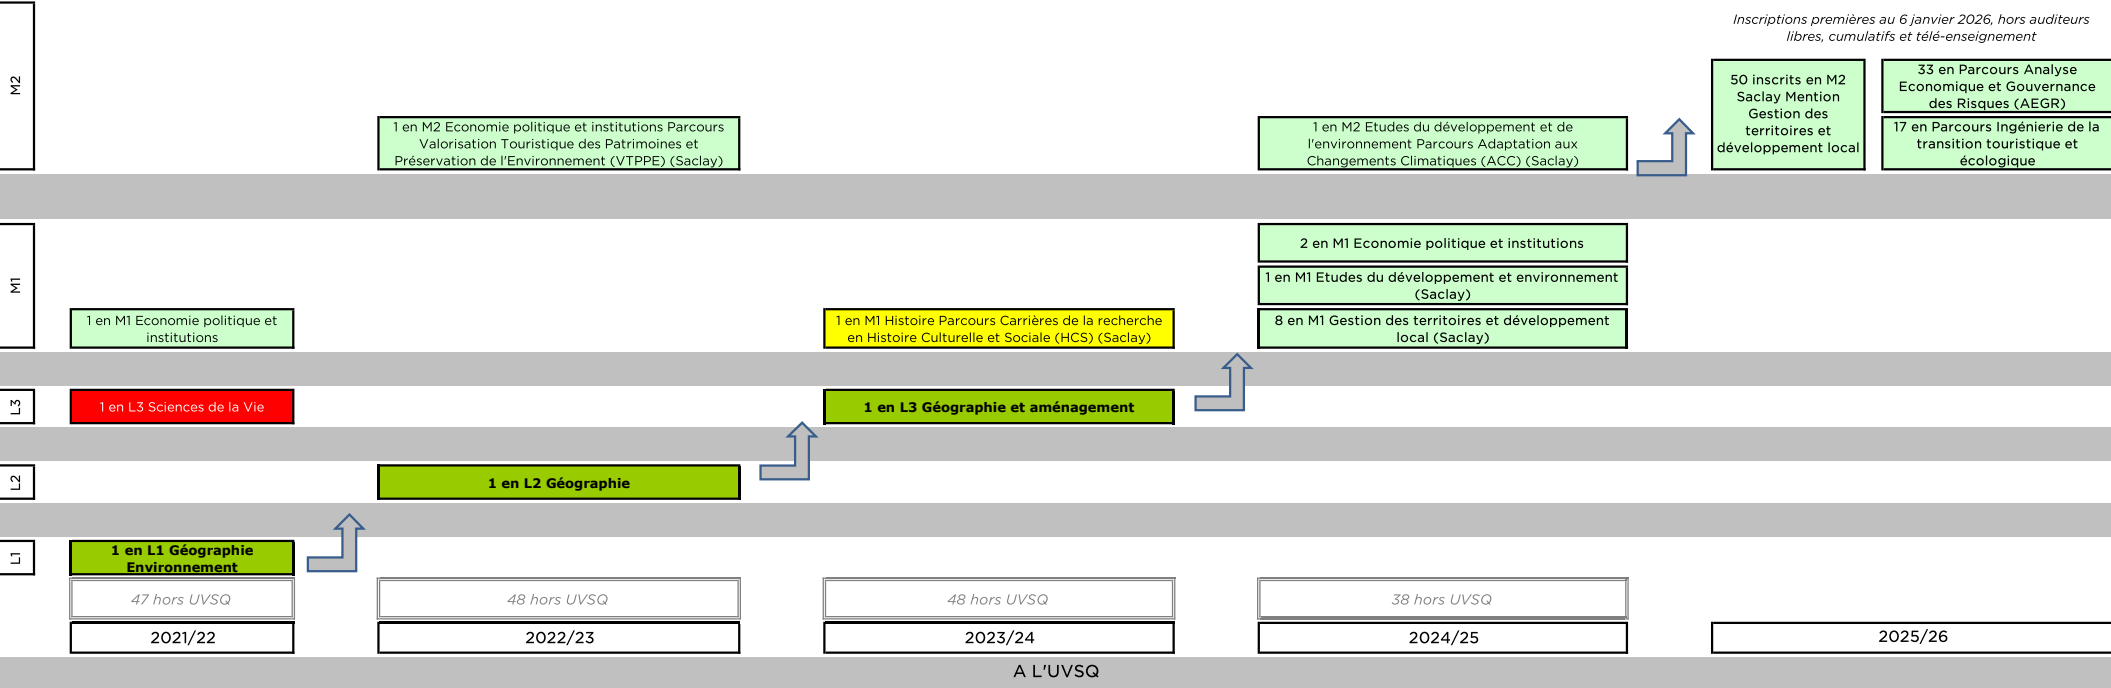 Inscriptions premières au 6 janvier 2026, hors auditeurs
libres, cumulatifs et télé-enseignement
M2
1 en M2 Economie politique et institutions Parcours
Valorisation Touristique des Patrimoines et
Préservation de l'Environnement (VTPPE) (Saclay)
1 en M2 Etudes du développement et de
l'environnement Parcours Adaptation aux
Changements Climatiques (ACC) (Saclay)
50 inscrits en M2
Saclay Mention
Gestion des
territoires et
développement local
33 en Parcours Analyse
Economique et Gouvernance
des Risques (AEGR)
17 en Parcours Ingénierie de la
transition touristique et
écologique
M1
1 en M1 Economie politique et
institutions
1 en M1 Histoire Parcours Carrières de la recherche
en Histoire Culturelle et Sociale (HCS) (Saclay)
2 en M1 Economie politique et institutions
1 en M1 Etudes du développement et environnement
(Saclay)
8 en M1 Gestion des territoires et développement
local (Saclay)
L3
1 en L3 Sciences de la Vie
1 en L3 Géographie et aménagement
L2
1 en L2 Géographie
L1
1 en L1 Géographie
Environnement
47 hors UVSQ
48 hors UVSQ
48 hors UVSQ
38 hors UVSQ
2021/22
2022/23
2023/24
2024/25
2025/26
A L'UVSQ